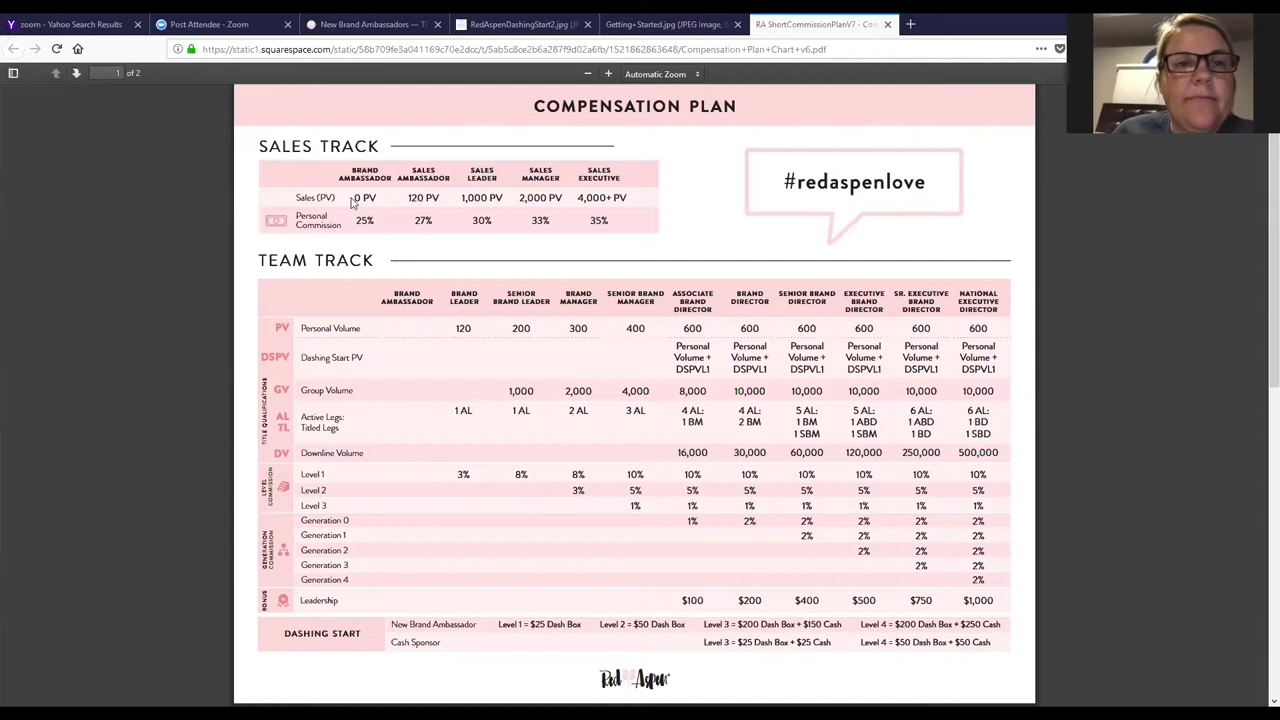 zoom - Yahoo Search Results
Post Attendee - Zoom
New Brand Ambassadors — T
RedAspenDashingStart2.jpg (J
Getting+Started.jpg (JPEG Image,
RA ShortCommissionPlanV7 - Con
https://static1.squarespace.com/static/58b709fe3a041169c70e2dcc/t/5ab5c8ce2b6a287f9d02a6fb/1521862863648/Compensation+Plan+Chart+v6.pdf
1 of 2
Automatic Zoom
COMPENSATION PLAN
SALES TRACK
BRAND AMBASSADOR SALES AMBASSADOR SALES LEADER SALES MANAGER SALES EXECUTIVE
Sales (PV) 0 PV 120 PV 1,000 PV 2,000 PV 4,000+ PV
Personal Commission 25% 27% 30% 33% 35%
#redaspenlove
TEAM TRACK
BRAND AMBASSADOR BRAND LEADER SENIOR BRAND LEADER BRAND MANAGER SENIOR BRAND MANAGER ASSOCIATE BRAND DIRECTOR BRAND DIRECTOR SENIOR BRAND DIRECTOR EXECUTIVE BRAND DIRECTOR SR. EXECUTIVE BRAND DIRECTOR NATIONAL EXECUTIVE DIRECTOR
TITLE QUALIFICATIONS
PV Personal Volume 120 200 300 400 600 600 600 600 600 600
DSPV Dashing Start PV Personal Volume + DSPVL1 Personal Volume + DSPVL1 Personal Volume + DSPVL1 Personal Volume + DSPVL1 Personal Volume + DSPVL1 Personal Volume + DSPVL1
GV Group Volume 1,000 2,000 4,000 8,000 10,000 10,000 10,000 10,000 10,000
AL TL Active Legs: Titled Legs 1 AL 1 AL 2 AL 3 AL 4 AL: 1 BM 4 AL: 2 BM 5 AL: 1 BM 1 SBM 5 AL: 1 ABD 1 SBM 6 AL: 1 ABD 1 BD 6 AL: 1 BD 1 SBD
DV Downline Volume 16,000 30,000 60,000 120,000 250,000 500,000
LEVEL COMMISSION
Level 1 3% 8% 8% 10% 10% 10% 10% 10% 10% 10%
Level 2 3% 5% 5% 5% 5% 5% 5% 5%
Level 3 1% 1% 1% 1% 1% 1% 1%
GENERATION COMMISSION
Generation 0 1% 2% 2% 2% 2% 2%
Generation 1 2% 2% 2% 2%
Generation 2 2% 2% 2%
Generation 3 2% 2%
Generation 4 2%
BONUS
Leadership $100 $200 $400 $500 $750 $1,000
DASHING START
New Brand Ambassador Level 1 = $25 Dash Box Level 2 = $50 Dash Box Level 3 = $200 Dash Box + $150 Cash Level 4 = $200 Dash Box + $250 Cash
Cash Sponsor Level 3 = $25 Dash Box + $25 Cash Level 4 = $50 Dash Box + $50 Cash
Red Aspen